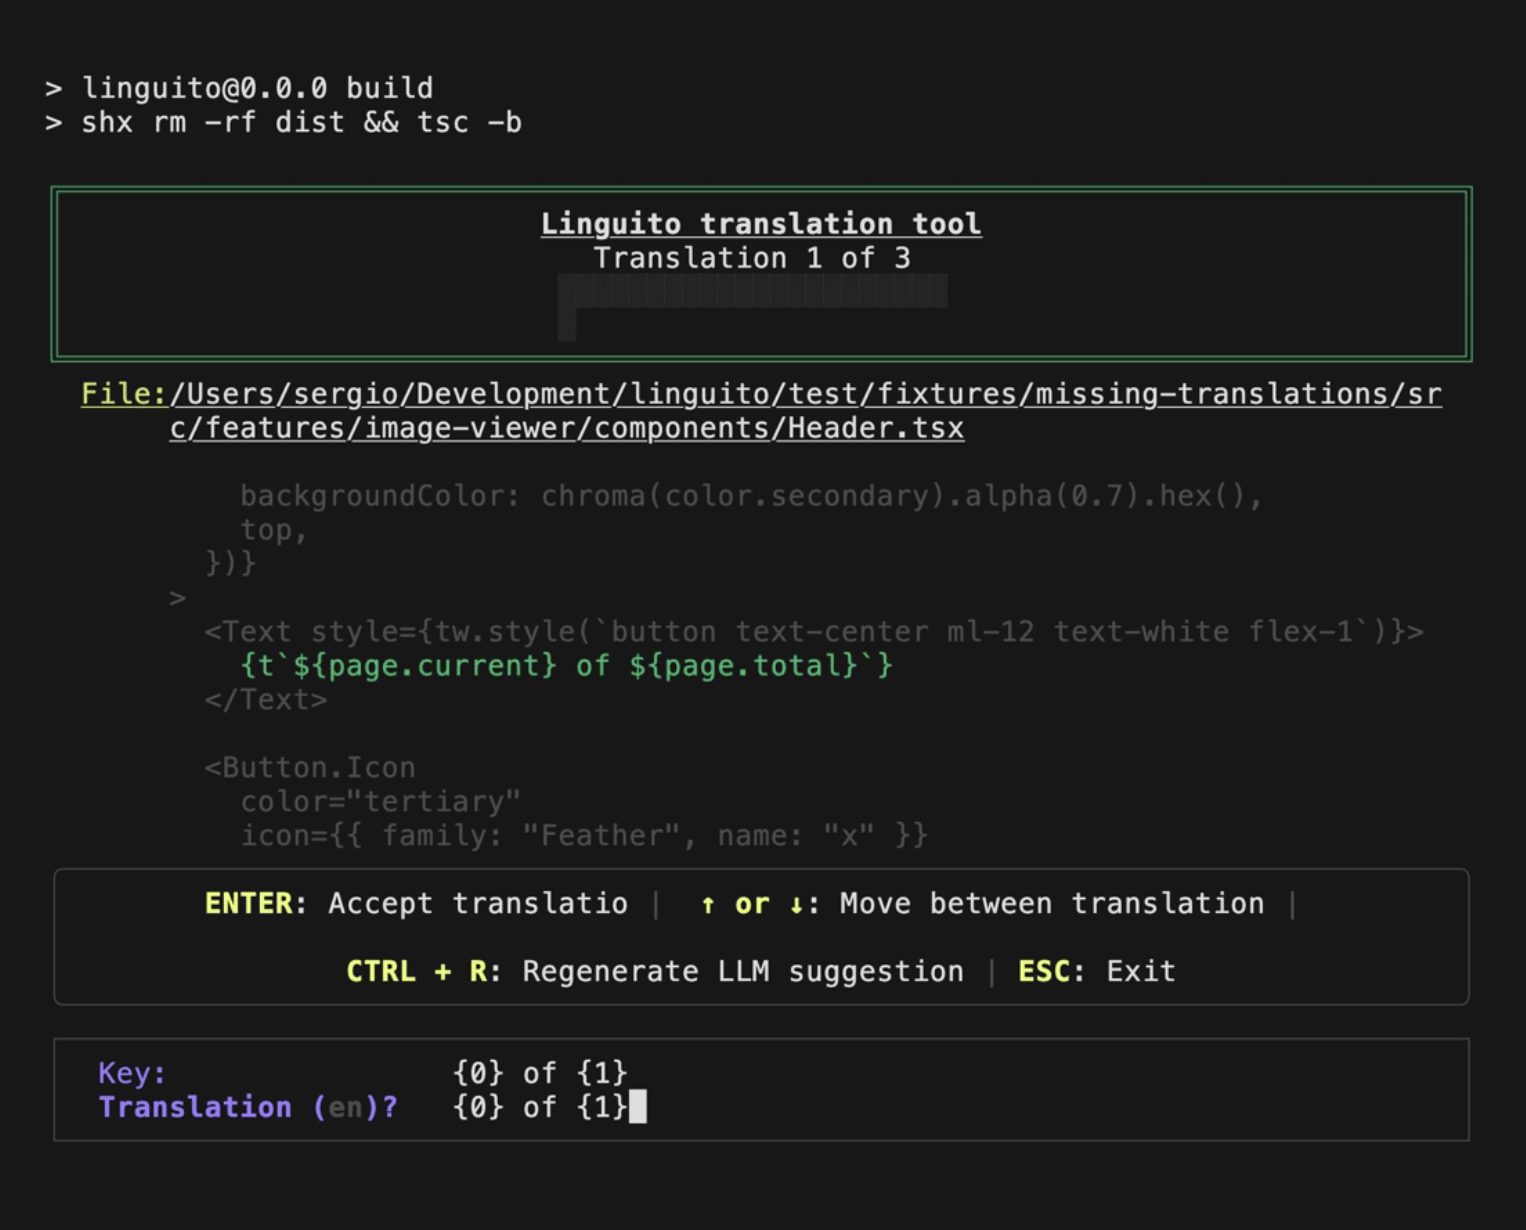 > linguito@0.0.0 build
> shx rm -rf dist && tsc -b
Linguito translation tool
Translation 1 of 3
File:/Users/sergio/Development/linguito/test/fixtures/missing-translations/sr
c/features/image-viewer/components/Header.tsx
backgroundColor: chroma(color.secondary).alpha(0.7).hex(),
top,
})}
>
<Text style={tw.style(`button text-center ml-12 text-white flex-1`)}>
{t`${page.current} of ${page.total}`}
</Text>
<Button.Icon
color="tertiary"
icon={{ family: "Feather", name: "x" }}
ENTER: Accept translatio | ↑ or ↓: Move between translation |
CTRL + R: Regenerate LLM suggestion | ESC: Exit
Key: {0} of {1}
Translation (en)? {0} of {1}